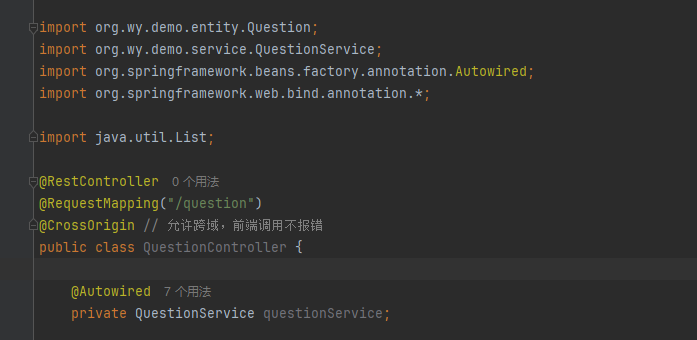 import org.wy.demo.entity.Question;
import org.wy.demo.service.QuestionService;
import org.springframework.beans.factory.annotation.Autowired;
import org.springframework.web.bind.annotation.*;
import java.util.List;
@RestController 0 个用法
@RequestMapping("/question")
@CrossOrigin // 允许跨域，前端调用不报错
public class QuestionController {
@Autowired 7 个用法
private QuestionService questionService;